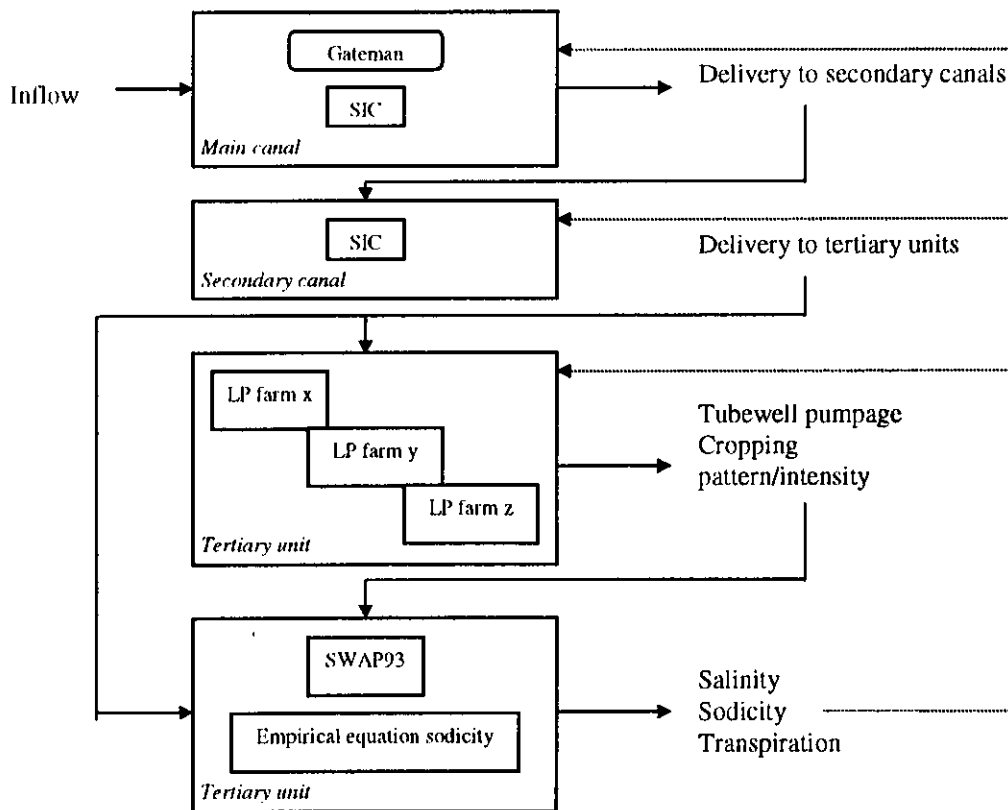 Gateman
Inflow
SIC
Main canal
Delivery to secondary canals
SIC
Secondary canal
Delivery to tertiary units
LP farm x
LP farm y
LP farm z
Tertiary unit
Tubewell pumpage
Cropping
pattern/intensity
SWAP93
Empirical equation sodicity
Tertiary unit
Salinity
Sodicity
Transpiration